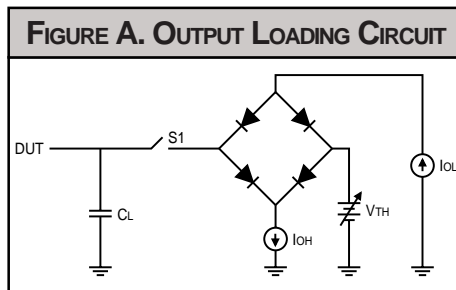 FIGURE A. OUTPUT LOADING CIRCUIT
DUT
S1
CL
IOH
VTH
IOL